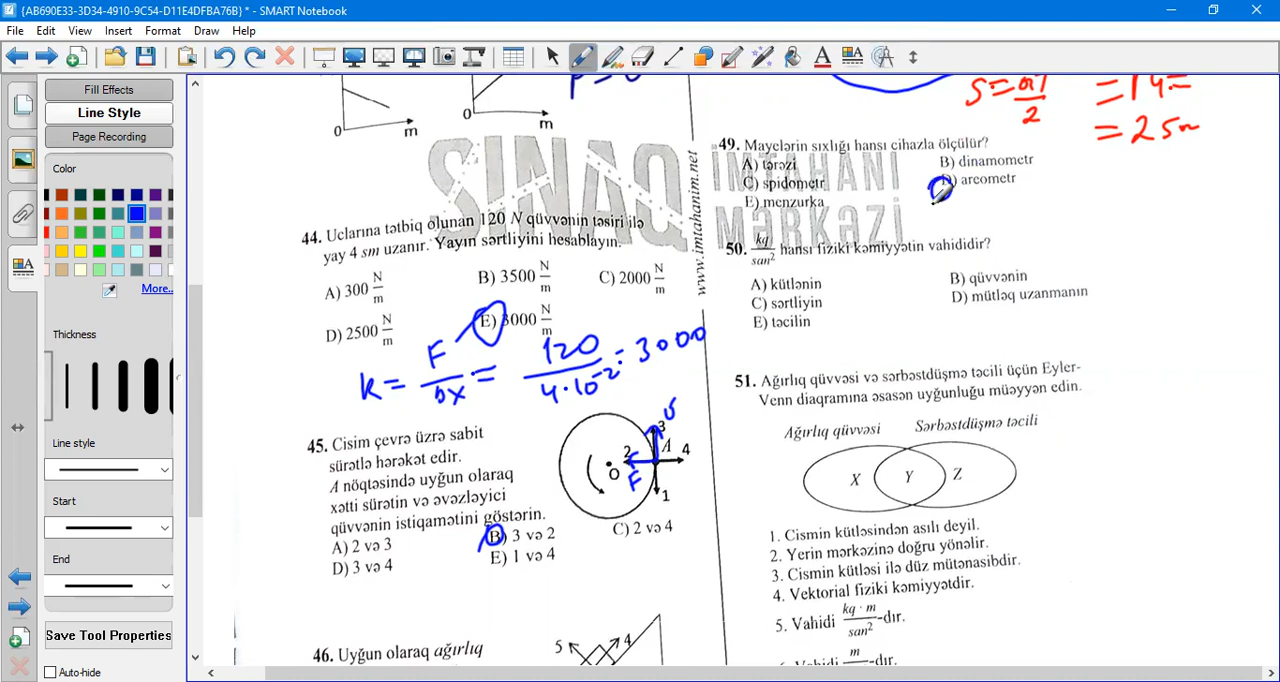 {AB690E33-3D34-4910-9C54-D11E4DFBA76B}* - SMART Notebook
File Edit View Insert Format Draw Help
Fill Effects
Line Style
Page Recording
Color
More..
Thickness
Line style
Start
End
Save Tool Properties
Auto-hide
0 m
0 m
SINAQ
İMTAHANI
MƏRKƏZİ
www.imtahanim.net
44. Uclarına tətbiq olunan 120 N qüvvənin təsiri ilə
yay 4 sm uzanır. Yayın sərtliyini hesablayın.
A) 300 N/m B) 3500 N/m C) 2000 N/m
D) 2500 N/m E) 3000 N/m
k = F/Δx = 120/4·10⁻² = 3000
45. Cisim çevrə üzrə sabit
sürətlə hərəkət edir.
A nöqtəsində uyğun olaraq
xətti sürətin və əvəzləyici
qüvvənin istiqamətini göstərin.
A) 2 və 3 B) 3 və 2 C) 2 və 4
D) 3 və 4 E) 1 və 4
O 2 3 A 4 1
F
46. Uyğun olaraq ağırlıq
5 4
= 14 =
= 25m
49. Mayelərin sıxlığı hansı cihazla ölçülür?
A) tərəzi B) dinamometr
C) spidometr D) areometr
E) menzurka
50. kq/san² hansı fiziki kəmiyyətin vahididir?
A) kütlənin B) qüvvənin
C) sərtliyin D) mütləq uzanmanın
E) təcilin
51. Ağırlıq qüvvəsi və sərbəstdüşmə təcili üçün Eyler-
Venn diaqramına əsasən uyğunluğu müəyyən edin.
Ağırlıq qüvvəsi Sərbəstdüşmə təcili
X Y Z
1. Cismin kütləsindən asılı deyil.
2. Yerin mərkəzinə doğru yönəlir.
3. Cismin kütləsi ilə düz mütənasibdir.
4. Vektorial fiziki kəmiyyətdir.
5. Vahidi kq · m/san² -dır.
6. Vahidi m -dır.